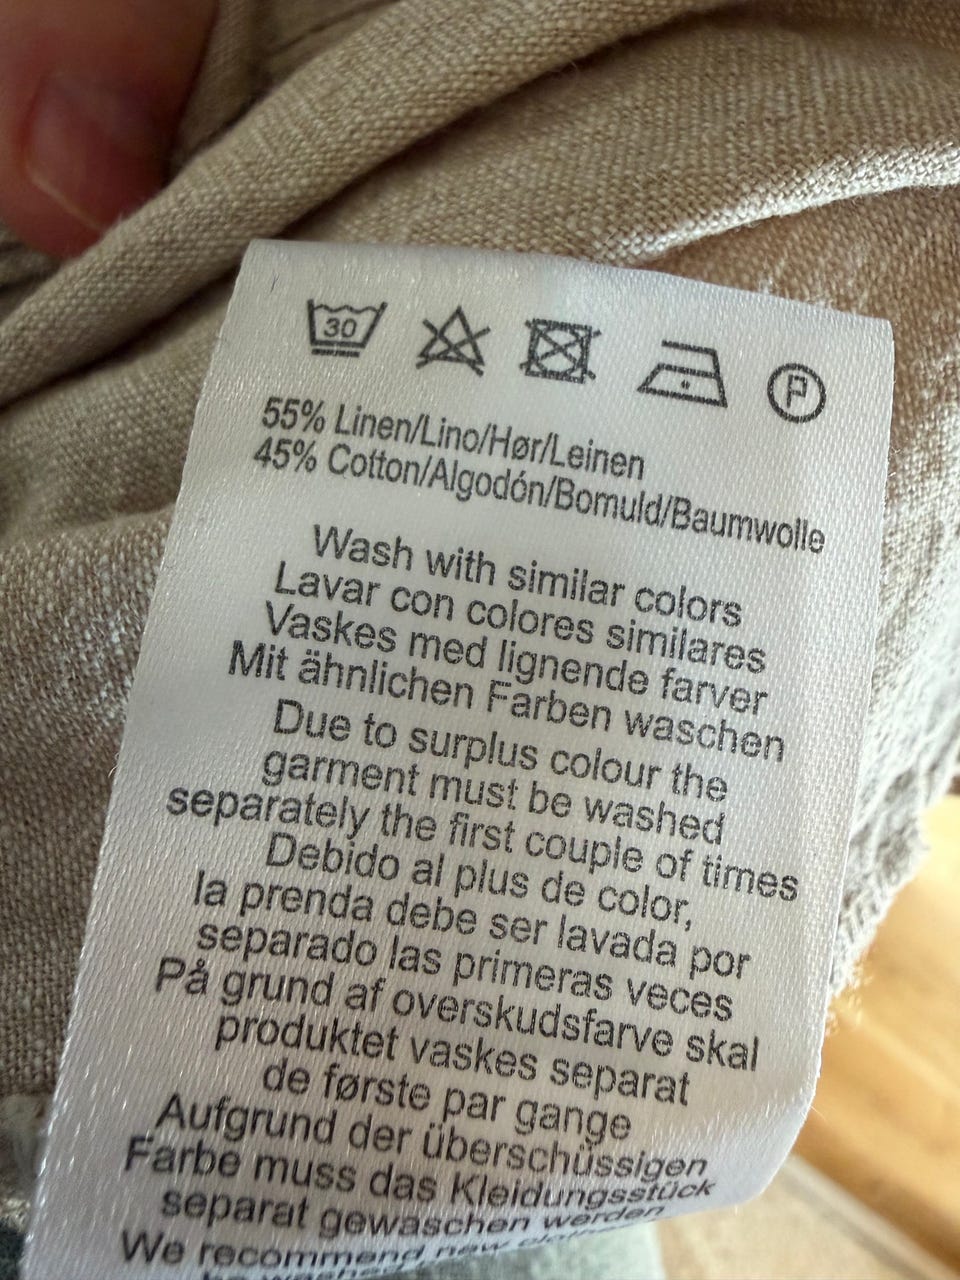 30 P
55% Linen/Lino/Hør/Leinen
45% Cotton/Algodón/Bomuld/Baumwolle
Wash with similar colors
Lavar con colores similares
Vaskes med lignende farver
Mit ähnlichen Farben waschen
Due to surplus colour the
garment must be washed
separately the first couple of times
Debido al plus de color,
la prenda debe ser lavada por
separado las primeras veces
På grund af overskudsfarve skal
produktet vaskes separat
de første par gange
Aufgrund der überschüssigen
Farbe muss das Kleidungsstück
separat gewaschen werden
We recommend new
be washed